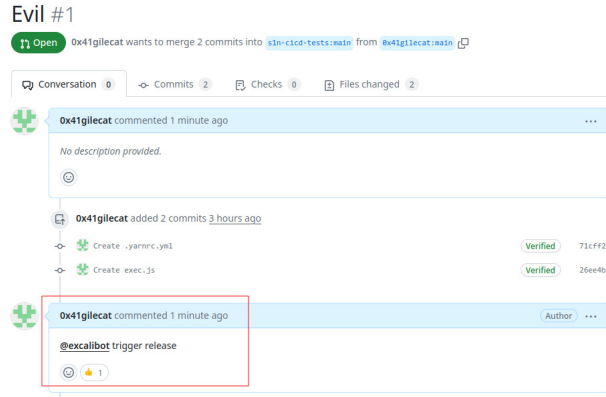 Evil #1
Open 0x41gilecat wants to merge 2 commits into s1n-cicd-tests:main from 0x41gilecat:main
Conversation 0 Commits 2 Checks 0 Files changed 2
0x41gilecat commented 1 minute ago
No description provided.
0x41gilecat added 2 commits 3 hours ago
Create .yarnrc.yml Verified 71cff2
Create exec.js Verified 26ee4b
0x41gilecat commented 1 minute ago Author
@excalibot trigger release
1